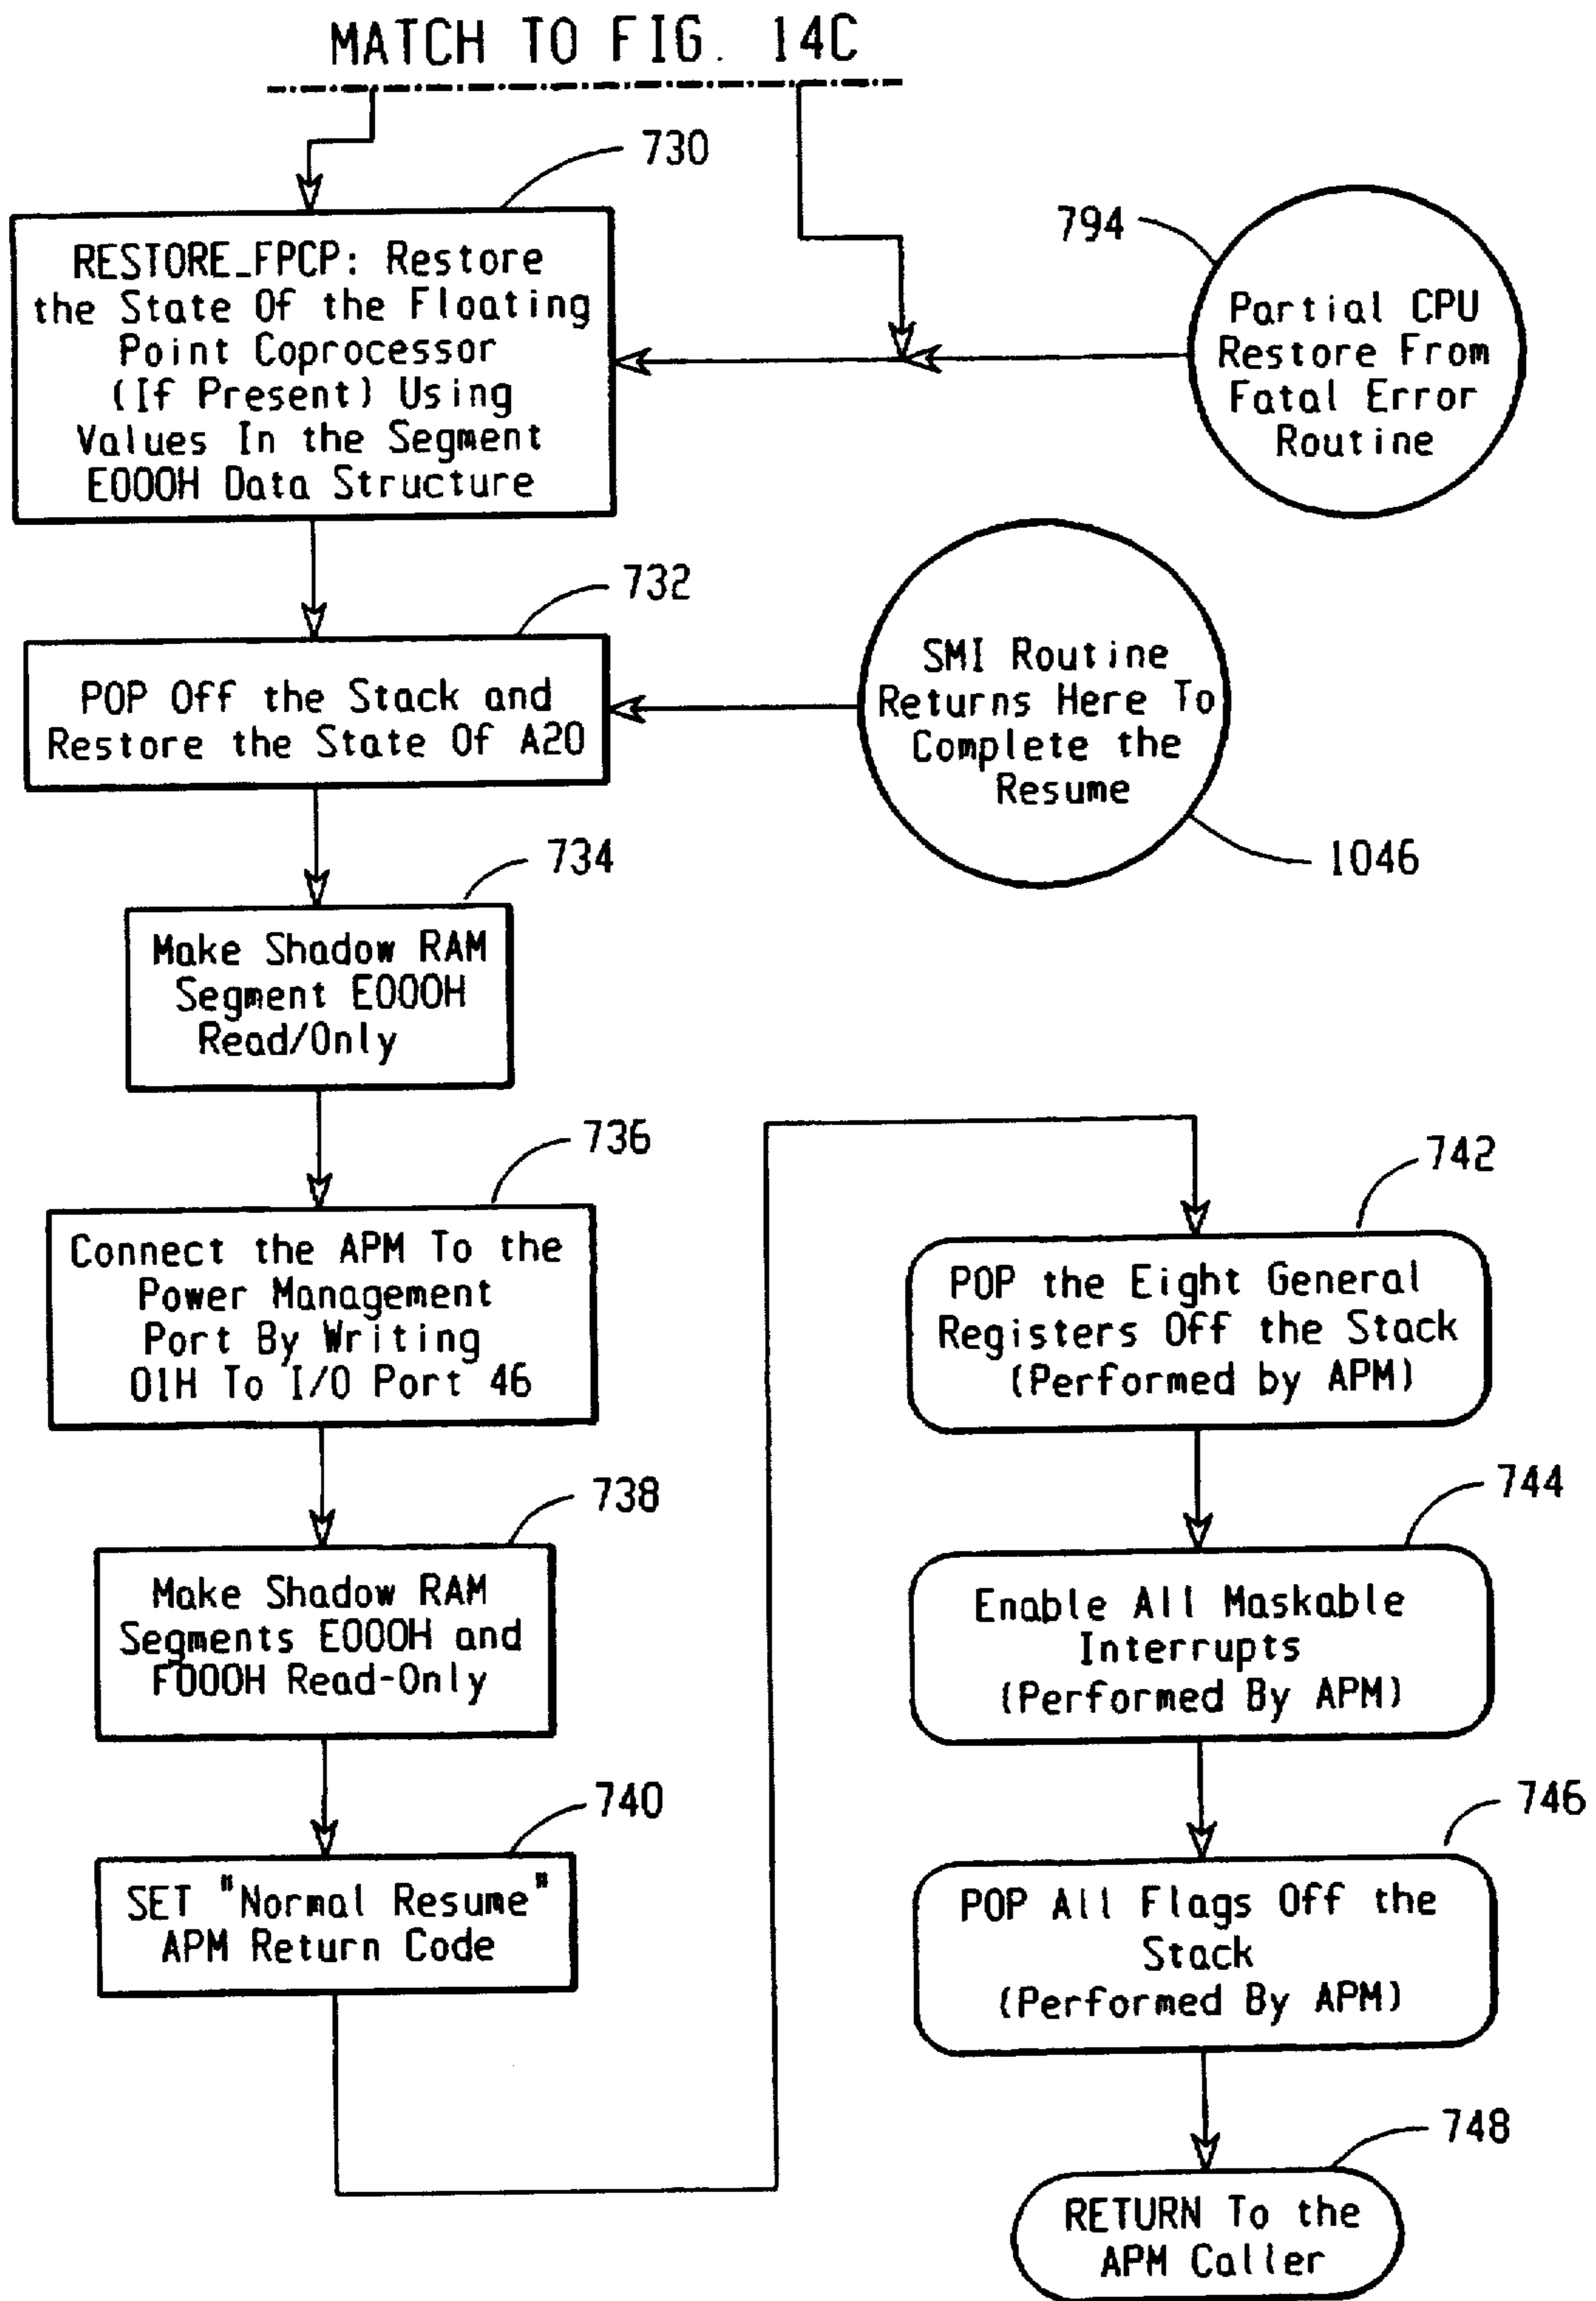 MATCH TO FIG. 14C
730
RESTORE_FPCP: Restore
the State Of the Floating
Point Coprocessor
(If Present) Using
Values In the Segment
E000H Data Structure
794
Partial CPU
Restore From
Fatal Error
Routine
732
POP Off the Stack and
Restore the State Of A20
SMI Routine
Returns Here To
Complete the
Resume
1046
734
Make Shadow RAM
Segment E000H
Read/Only
736
Connect the APM To the
Power Management
Port By Writing
01H To I/O Port 46
738
Make Shadow RAM
Segments E000H and
F000H Read-Only
740
SET "Normal Resume"
APM Return Code
742
POP the Eight General
Registers Off the Stack
(Performed by APM)
744
Enable All Maskable
Interrupts
(Performed By APM)
746
POP All Flags Off the
Stack
(Performed By APM)
748
RETURN To the
APM Caller